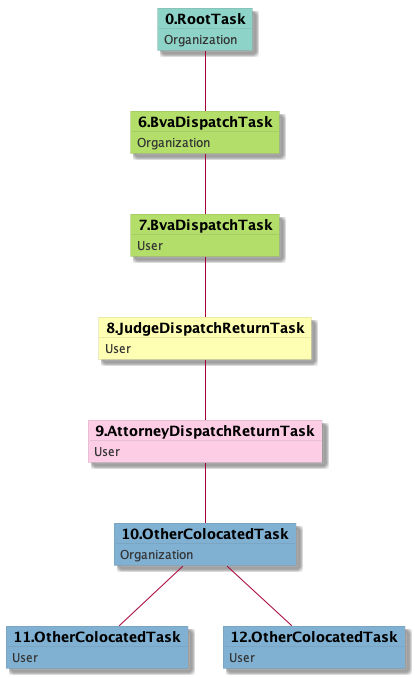 0.RootTask
Organization
6.BvaDispatchTask
Organization
7.BvaDispatchTask
User
8.JudgeDispatchReturnTask
User
9.AttorneyDispatchReturnTask
User
10.OtherColocatedTask
Organization
11.OtherColocatedTask
User
12.OtherColocatedTask
User